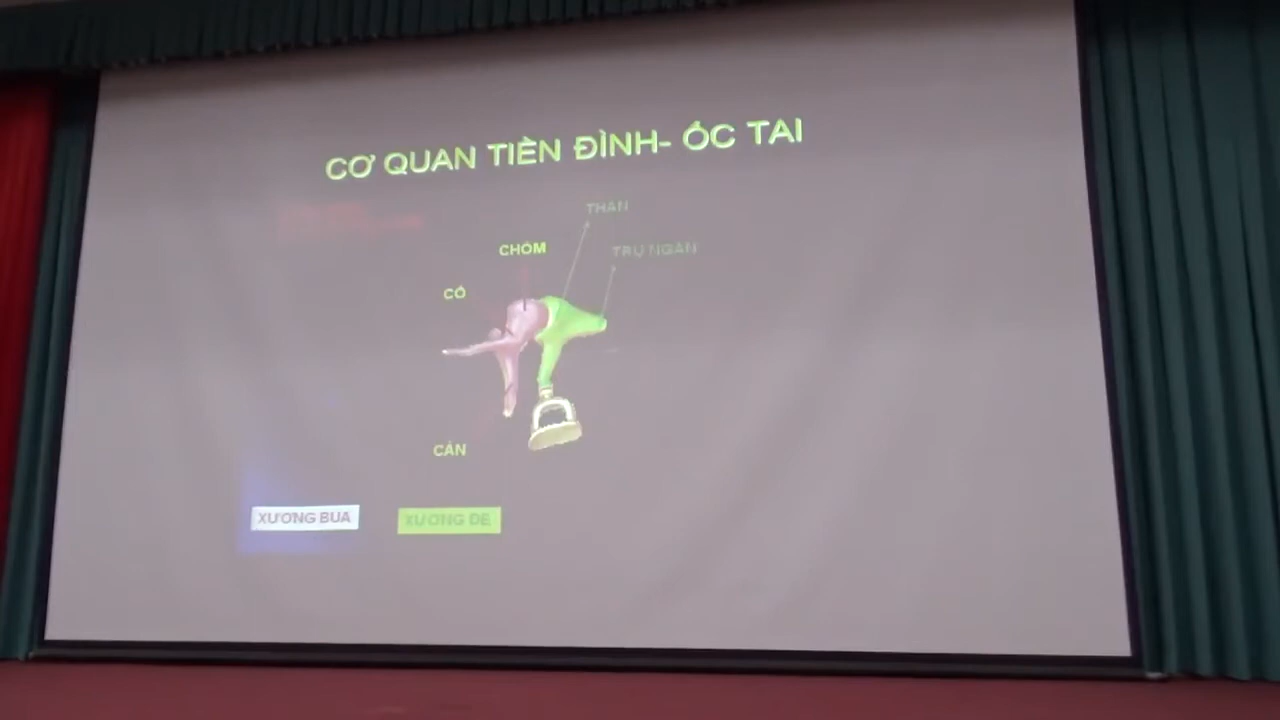 CƠ QUAN TIỀN ĐÌNH- ỐC TAI
THÂN
CHỎM
TRỤ NGẮN
CỔ
CÁN
XƯƠNG BÚA
XƯƠNG ĐE